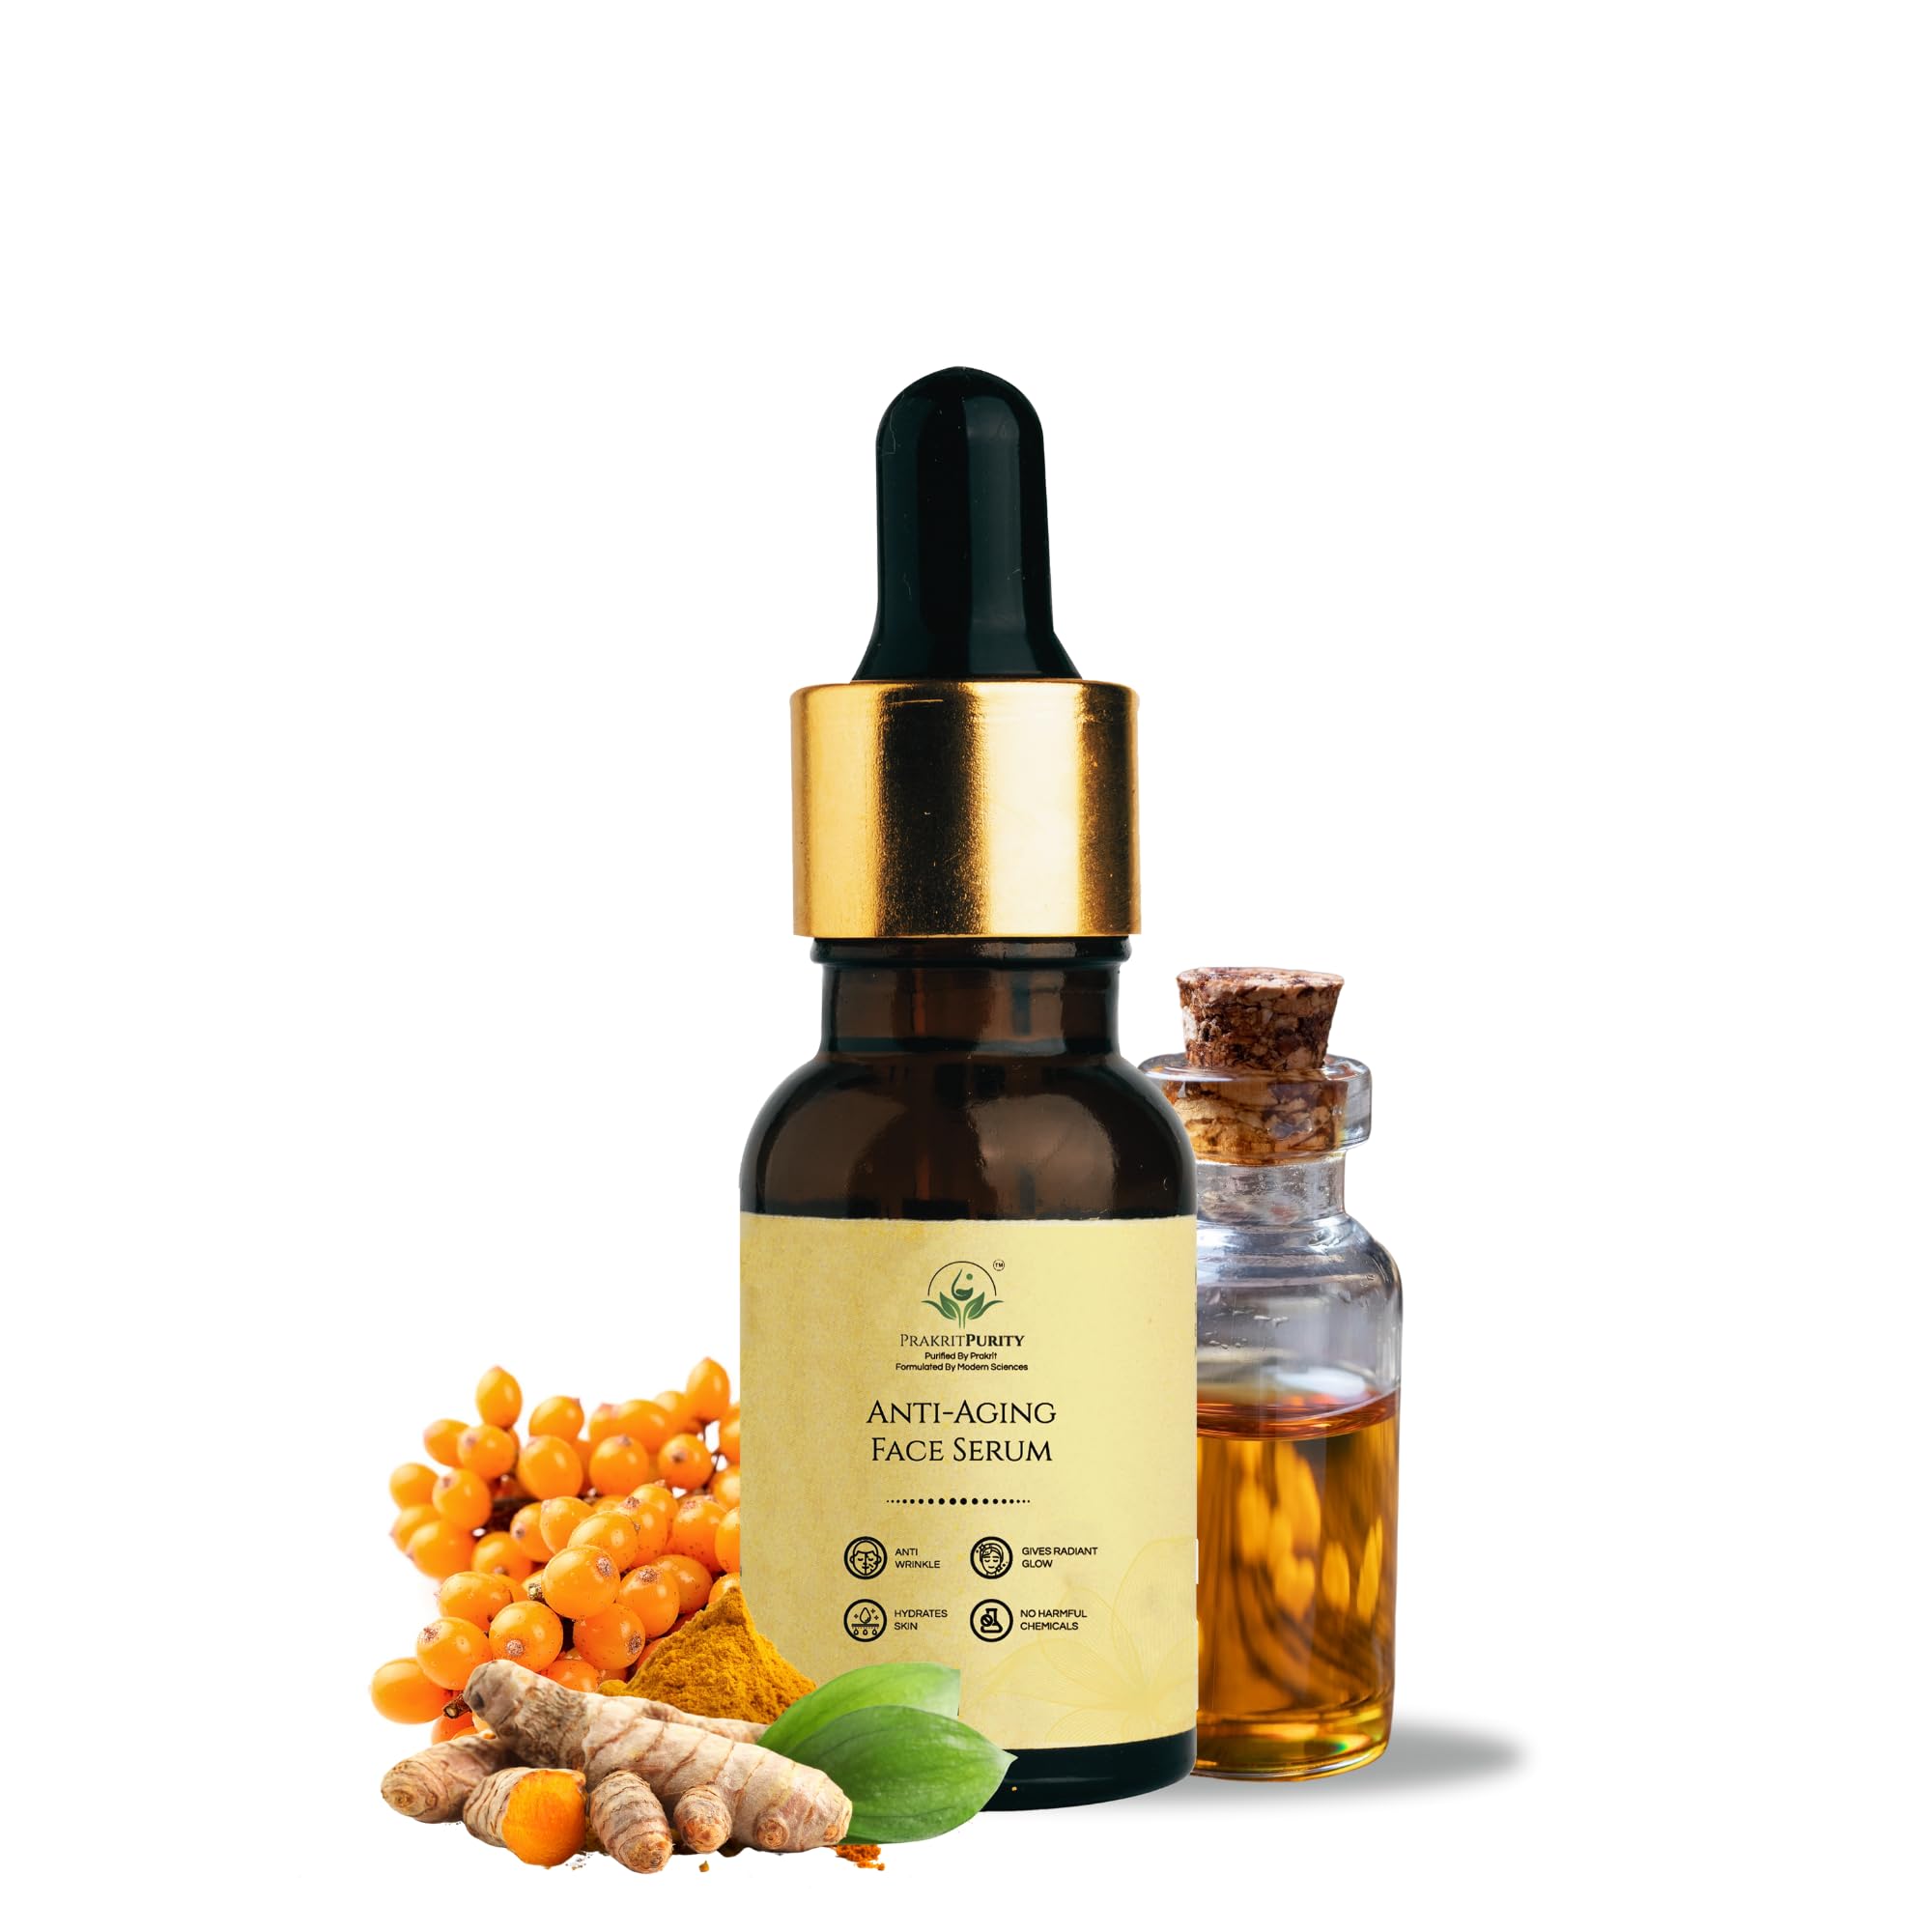 TM
PRAKRITPURITY
Purified By Prakrit
Formulated By Modern Sciences
ANTI-AGING
FACE SERUM
ANTI
WRINKLE
GIVES RADIANT
GLOW
HYDRATES
SKIN
NO HARMFUL
CHEMICALS